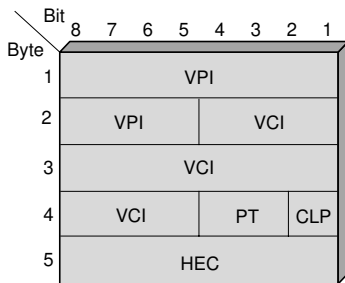 Bit
8 7 6 5 4 3 2 1
Byte
1 VPI
2 VPI VCI
3 VCI
4 VCI PT CLP
5 HEC